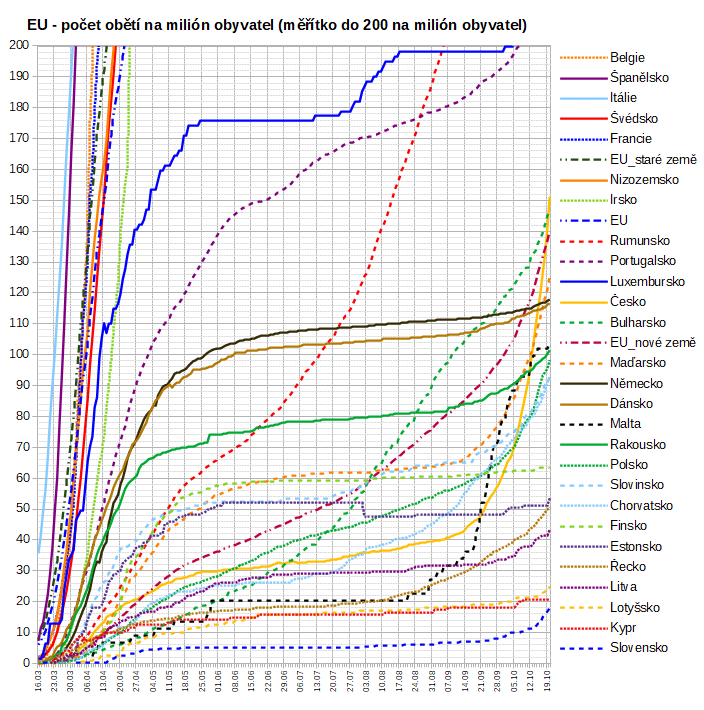 EU - počet obětí na milión obyvatel (měřítko do 200 na milión obyvatel)
200
190
180
170
160
150
140
130
120
110
100
90
80
70
60
50
40
30
20
10
0
16.03 23.03 30.03 06.04 13.04 20.04 27.04 04.05 11.05 18.05 25.05 01.06 08.06 15.06 22.06 29.06 06.07 13.07 20.07 27.07 03.08 10.08 17.08 24.08 31.08 07.09 14.09 21.09 28.09 05.10 12.10 19.10
Belgie
Španělsko
Itálie
Švédsko
Francie
EU_staré země
Nizozemsko
Irsko
EU
Rumunsko
Portugalsko
Luxembursko
Česko
Bulharsko
EU_nové země
Maďarsko
Německo
Dánsko
Malta
Rakousko
Polsko
Slovinsko
Chorvatsko
Finsko
Estonsko
Řecko
Litva
Lotyšsko
Kypr
Slovensko